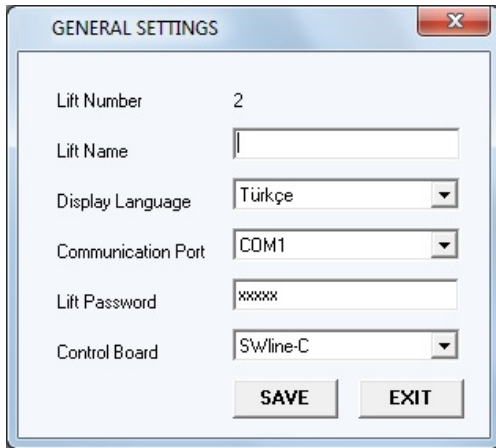 GENERAL SETTINGS
Lift Number 2
Lift Name
Display Language Türkçe
Communication Port COM1
Lift Password xxxxx
Control Board SWline-C
SAVE EXIT